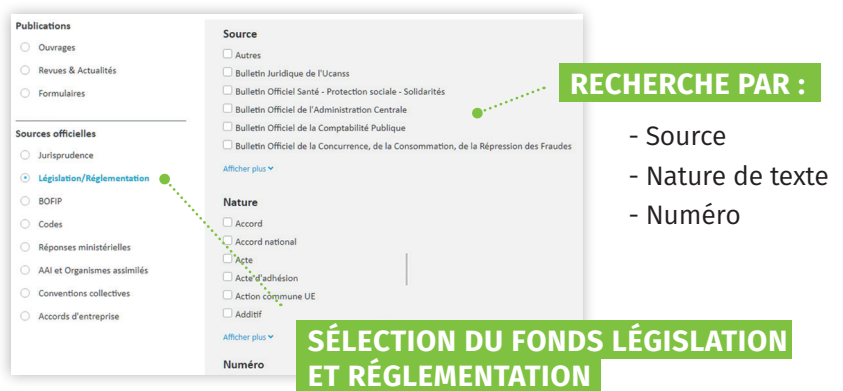 Publications
Ouvrages
Revues & Actualités
Formulaires
Sources officielles
Jurisprudence
Législation/Réglementation
BOFIP
Codes
Réponses ministérielles
AAI et Organismes assimilés
Conventions collectives
Accords d'entreprise
Source
Autres
Bulletin Juridique de l'Ucanss
Bulletin Officiel Santé - Protection sociale - Solidarités
Bulletin Officiel de l'Administration Centrale
Bulletin Officiel de la Comptabilité Publique
Bulletin Officiel de la Concurrence, de la Consommation, de la Répression des Fraudes
Afficher plus
Nature
Accord
Accord national
Acte
Acte d'adhésion
Action commune UE
Additif
Afficher plus
Numéro
RECHERCHE PAR :
- Source
- Nature de texte
- Numéro
SÉLECTION DU FONDS LÉGISLATION
ET RÉGLEMENTATION